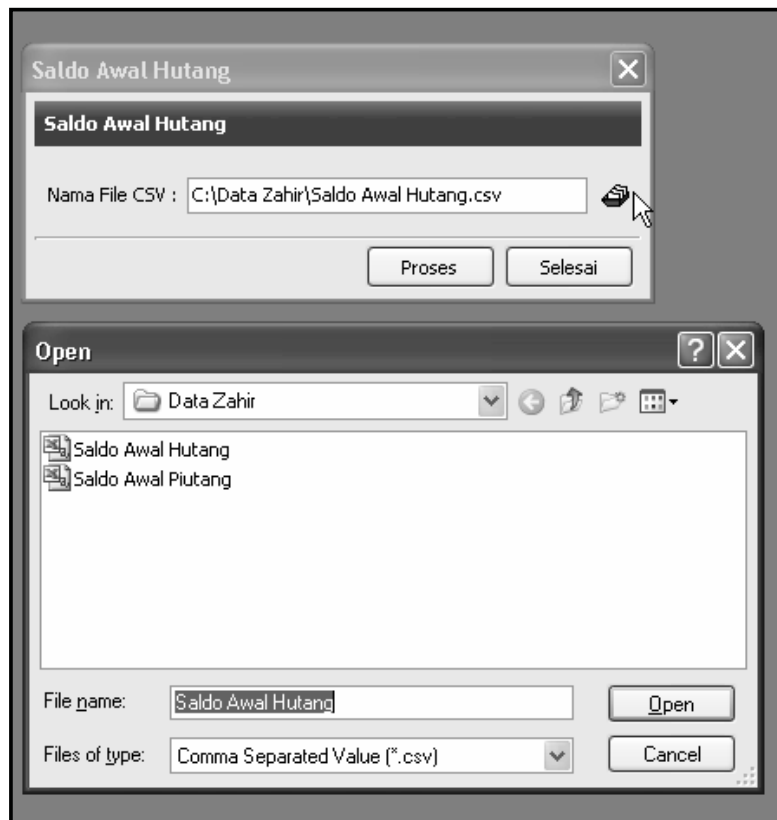 Saldo Awal Hutang
Saldo Awal Hutang
Nama File CSV : C:\Data Zahir\Saldo Awal Hutang.csv
Proses Selesai
Open
Look in: Data Zahir
Saldo Awal Hutang
Saldo Awal Piutang
File name: Saldo Awal Hutang Open
Files of type: Comma Separated Value (*.csv) Cancel